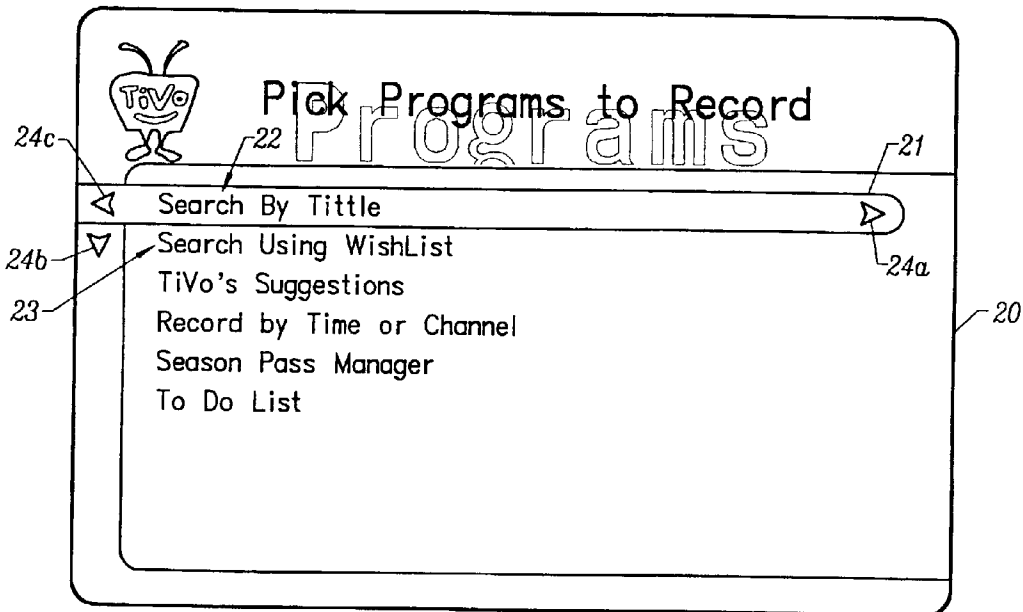 TiVo
Pick Programs to Record
Programs
24c
22
21
Search By Tittle
24b
Search Using WishList
24a
23
TiVo's Suggestions
Record by Time or Channel
20
Season Pass Manager
To Do List